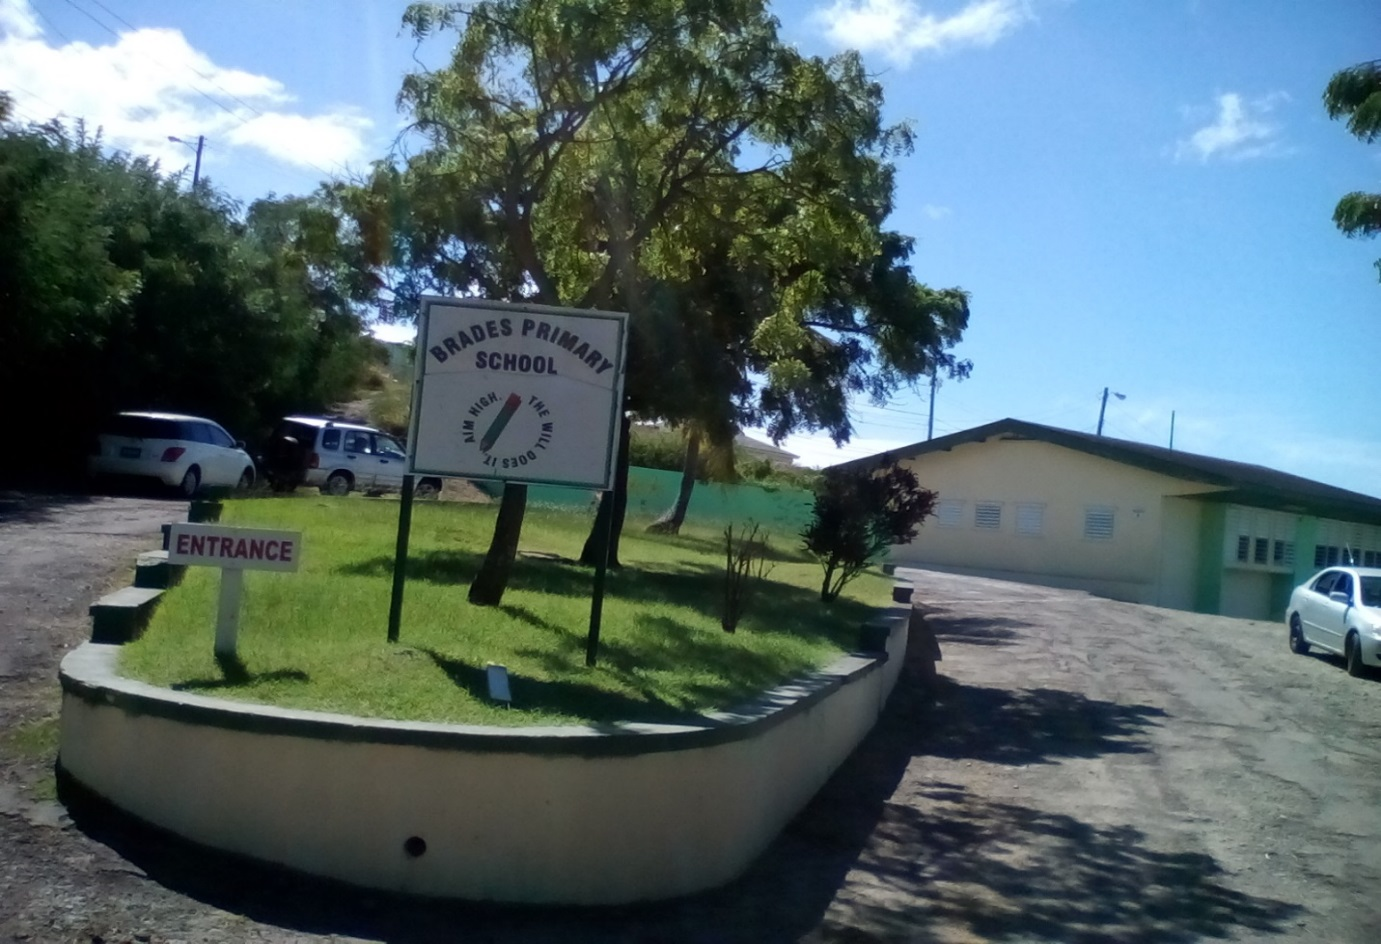 BRADES PRIMARY
SCHOOL
AIM HIGH. THE WILL DOES IT.
ENTRANCE